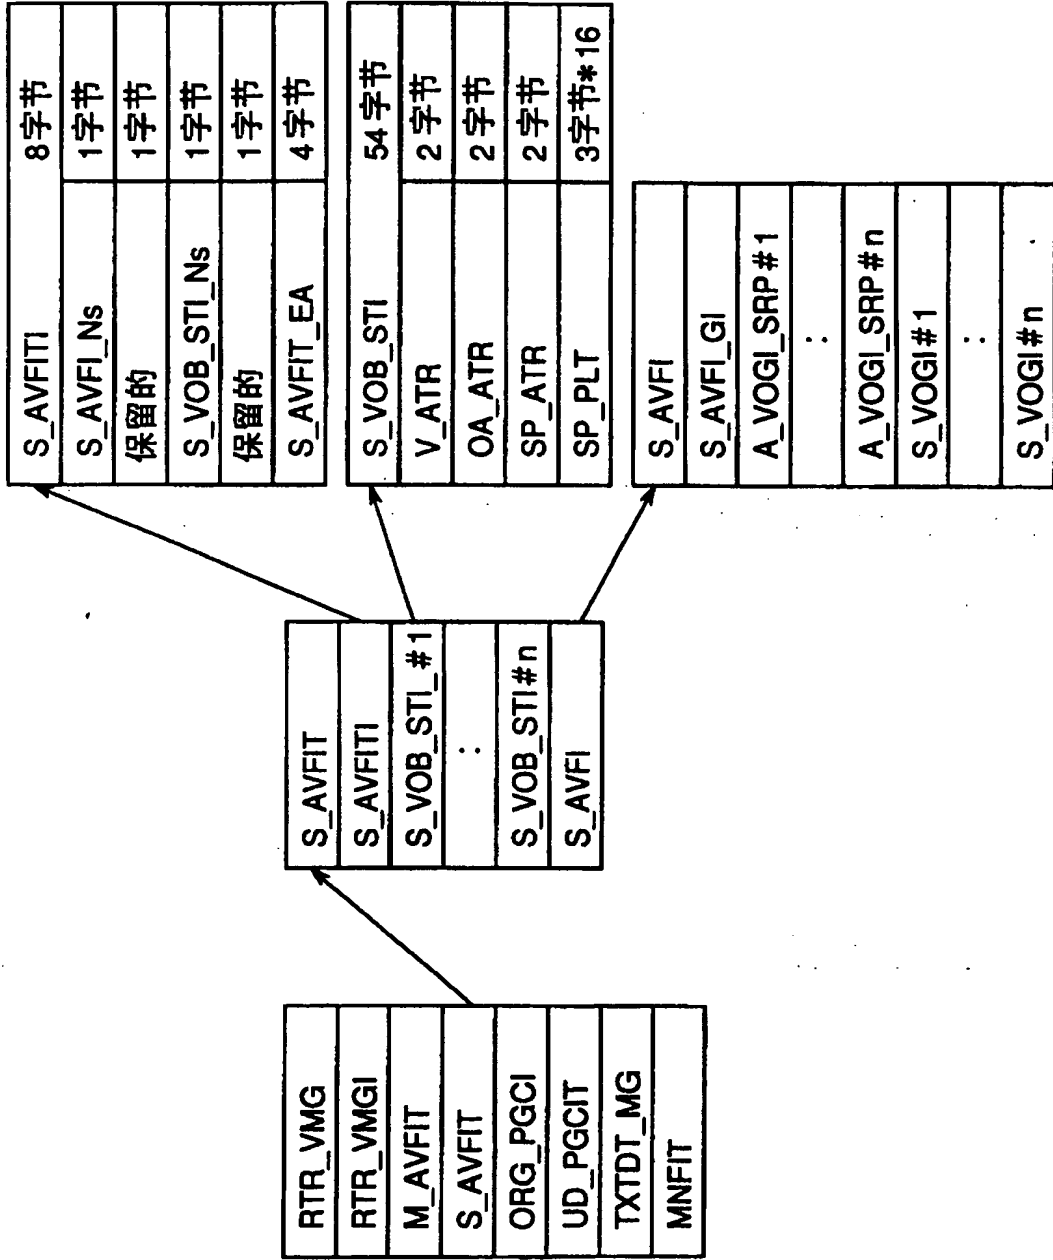 RTR_VMG
RTR_VMGI
M_AVFIT
S_AVFIT
ORG_PGCI
UD_PGCIT
TXTDT_MG
MNFIT
S_AVFIT
S_AVFITI
S_VOB_STI_#1
:
S_VOB_STI#n
S_AVFI
S_AVFITI 8字节
S_AVFI_Ns 1字节
保留的 1字节
S_VOB_STI_Ns 1字节
保留的 1字节
S_AVFIT_EA 4字节
S_VOB_STI 54字节
V_ATR 2字节
OA_ATR 2字节
SP_ATR 2字节
SP_PLT 3字节*16
S_AVFI
S_AVFI_GI
A_VOGI_SRP#1
:
A_VOGI_SRP#n
S_VOGI#1
:
S_VOGI#n